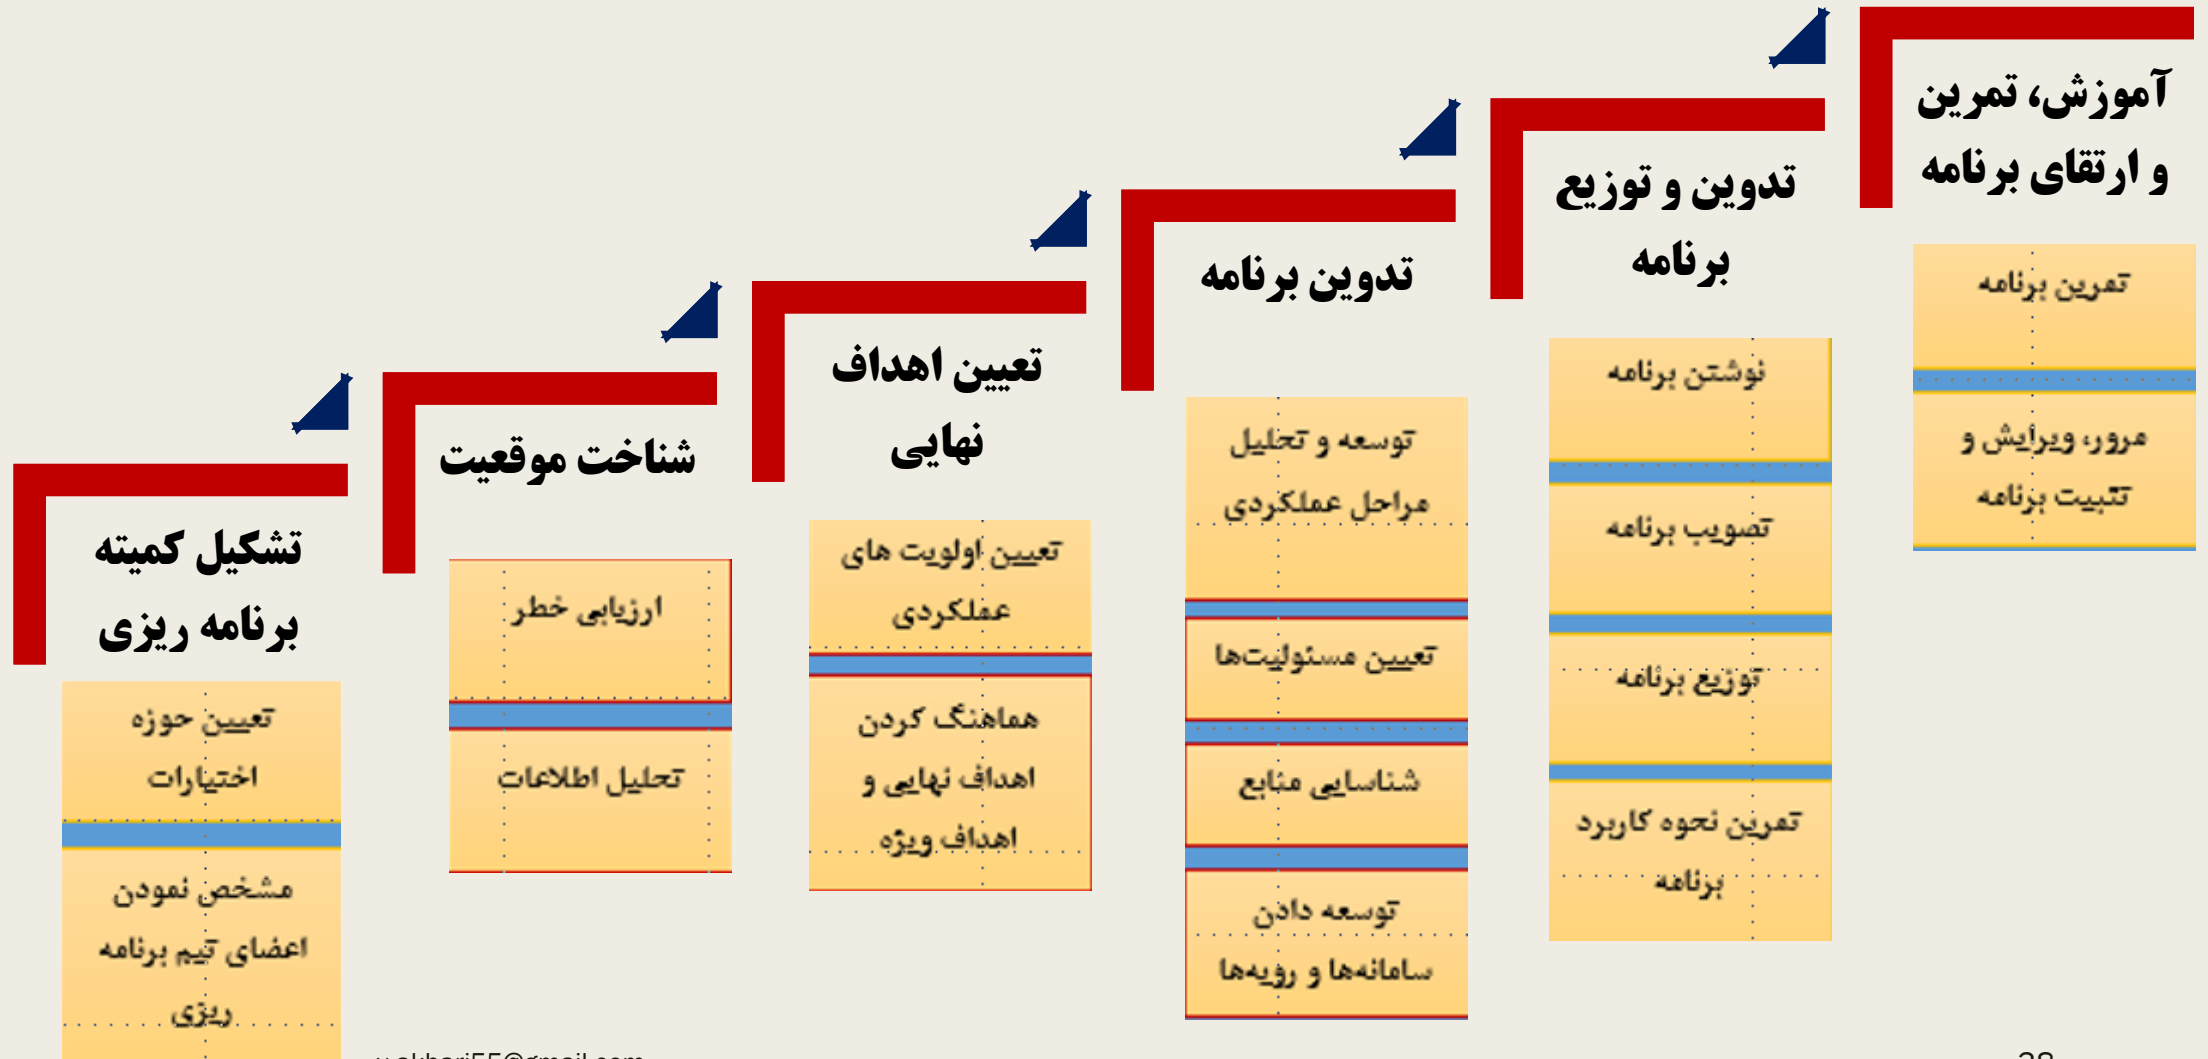 تشکیل کمیته
برنامه ریزی
تعیین حوزه
اختیارات
مشخص نمودن
اعضای تیم برنامه
ریزی
شناخت موقعیت
ارزیابی خطر
تحلیل اطلاعات
تعیین اهداف
نهایی
تعیین اولویت های
عملکردی
هماهنگ کردن
اهداف نهایی و
اهداف ویژه
تدوین برنامه
توسعه و تحلیل
مراحل عملکردی
تعیین مسئولیت‌ها
شناسایی منابع
توسعه دادن
سامانه‌ها و رویه‌ها
تدوین و توزیع
برنامه
نوشتن برنامه
تصویب برنامه
توزیع برنامه
تمرین نحوه کاربرد
برنامه
آموزش، تمرین
و ارتقای برنامه
تمرین برنامه
مرور، ویرایش و
تثبیت برنامه